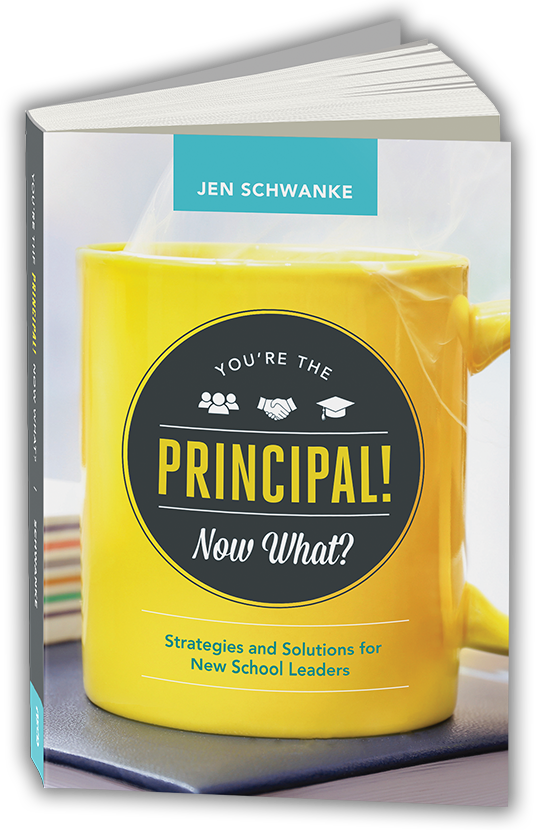 JEN SCHWANKE
YOU'RE THE
PRINCIPAL!
Now What?
Strategies and Solutions for
New School Leaders
YOU'RE THE PRINCIPAL! NOW WHAT? / SCHWANKE